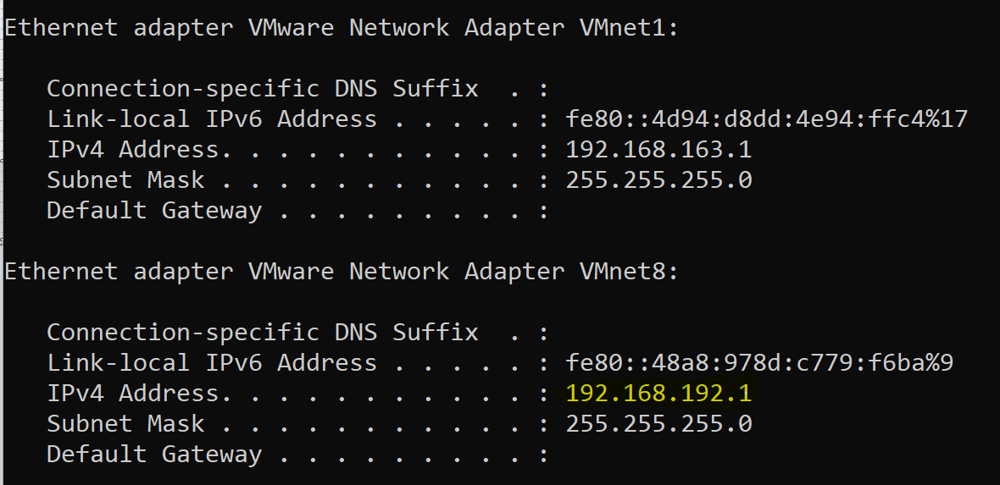 Ethernet adapter VMware Network Adapter VMnet1:
Connection-specific DNS Suffix  . :
Link-local IPv6 Address . . . . . : fe80::4d94:d8dd:4e94:ffc4%17
IPv4 Address. . . . . . . . . . . : 192.168.163.1
Subnet Mask . . . . . . . . . . . : 255.255.255.0
Default Gateway . . . . . . . . . :
Ethernet adapter VMware Network Adapter VMnet8:
Connection-specific DNS Suffix  . :
Link-local IPv6 Address . . . . . : fe80::48a8:978d:c779:f6ba%9
IPv4 Address. . . . . . . . . . . : 192.168.192.1
Subnet Mask . . . . . . . . . . . : 255.255.255.0
Default Gateway . . . . . . . . . :